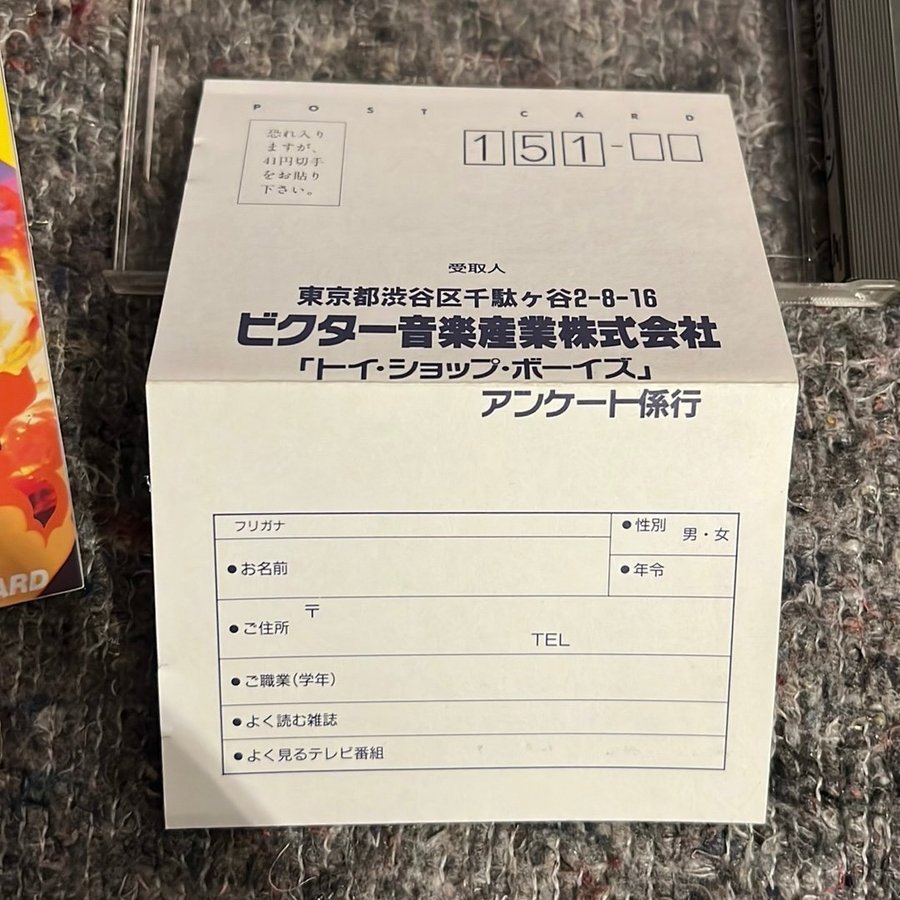 POST CARD
恐れ入り
ますが、
41円切手
をお貼り
下さい。
151-□□
受取人
東京都渋谷区千駄ヶ谷2-8-16
ビクター音楽産業株式会社
「トイ・ショップ・ボーイズ」
アンケート係行
フリガナ
●性別 男・女
●お名前
●年令
●ご住所 〒
TEL
●ご職業(学年)
●よく読む雑誌
●よく見るテレビ番組
ARD